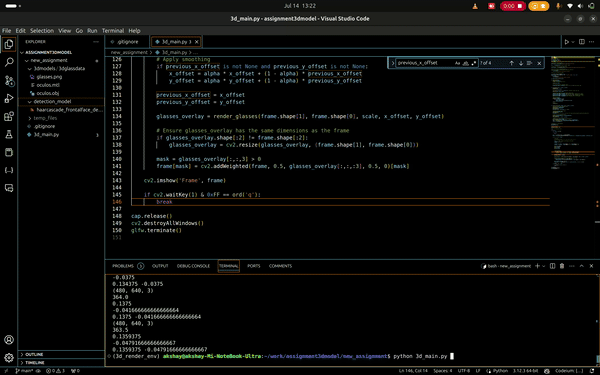 Jul 14 13:22
0:00
3d_main.py - assignment3dmodel - Visual Studio Code
File Edit Selection View Go Run Terminal Help
EXPLORER
.gitignore
3d_main.py 3
ASSIGNMENT3DMODEL
new_assignment
3dmodels / 3dglassdata
glasses.png
oculos.mtl
oculos.obj
detection_model
haarcascade_frontalface_de...
temp_files
.gitignore
3d_main.py 3
OUTLINE
TIMELINE
new_assignment > 3d_main.py > ...
previous_x_offset
? of 4
126 # Apply smoothing
127 if previous_x_offset is not None and previous_y_offset is not None:
128 x_offset = alpha * x_offset + (1 - alpha) * previous_x_offset
129 y_offset = alpha * y_offset + (1 - alpha) * previous_y_offset
130
131 previous_x_offset = x_offset
132 previous_y_offset = y_offset
133
134 glasses_overlay = render_glasses(frame.shape[1], frame.shape[0], scale, x_offset, y_offset)
135
136 # Ensure glasses overlay has the same dimensions as the frame
137 if glasses_overlay.shape[:2] != frame.shape[:2]:
138 glasses_overlay = cv2.resize(glasses_overlay, (frame.shape[1], frame.shape[0]))
139
140 mask = glasses_overlay[:,:,3] > 0
141 frame[mask] = cv2.addWeighted(frame, 0.5, glasses_overlay[:,:,:3], 0.5, 0)[mask]
142
143 cv2.imshow('Frame', frame)
144
145 if cv2.waitKey(1) & 0xFF == ord('q'):
146 break
147
148 cap.release()
149 cv2.destroyAllWindows()
150 glfw.terminate()
151
PROBLEMS 3 OUTPUT DEBUG CONSOLE TERMINAL PORTS COMMENTS
bash - new_assignment
-0.0375
0.134375 -0.0375
(480, 640, 3)
364.0
0.1375
-0.04166666666666664
0.1375 -0.04166666666666664
(480, 640, 3)
363.5
0.1359375
-0.04791666666666667
0.1359375 -0.04791666666666667
(3d_render_env) akshay@akshay-Mi-NoteBook-Ultra:~/work/assignment3dmodel/new_assignment$ python 3d_main.py
main*
0 3
0
Ln 146, Col 14 Spaces: 4 UTF-8 LF Python 3.12.3 64-bit Codeium: {...}